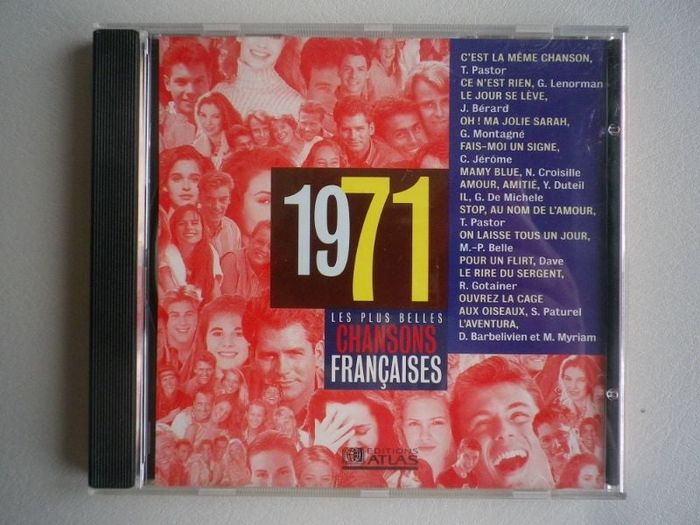 C'EST LA MÊME CHANSON,
T. Pastor
CE N'EST RIEN, G. Lenorman
LE JOUR SE LÈVE,
J. Bérard
OH ! MA JOLIE SARAH,
G. Montagné
FAIS-MOI UN SIGNE,
C. Jérôme
MAMY BLUE, N. Croisille
AMOUR, AMITIÉ, Y. Duteil
IL, G. De Michele
STOP, AU NOM DE L'AMOUR,
T. Pastor
ON LAISSE TOUS UN JOUR,
M.-P. Belle
POUR UN FLIRT, Dave
LE RIRE DU SERGENT,
R. Gotainer
OUVREZ LA CAGE
AUX OISEAUX, S. Paturel
L'AVENTURA,
D. Barbelivien et M. Myriam
1971
LES PLUS BELLES
CHANSONS
FRANÇAISES
EDITIONS
ATLAS